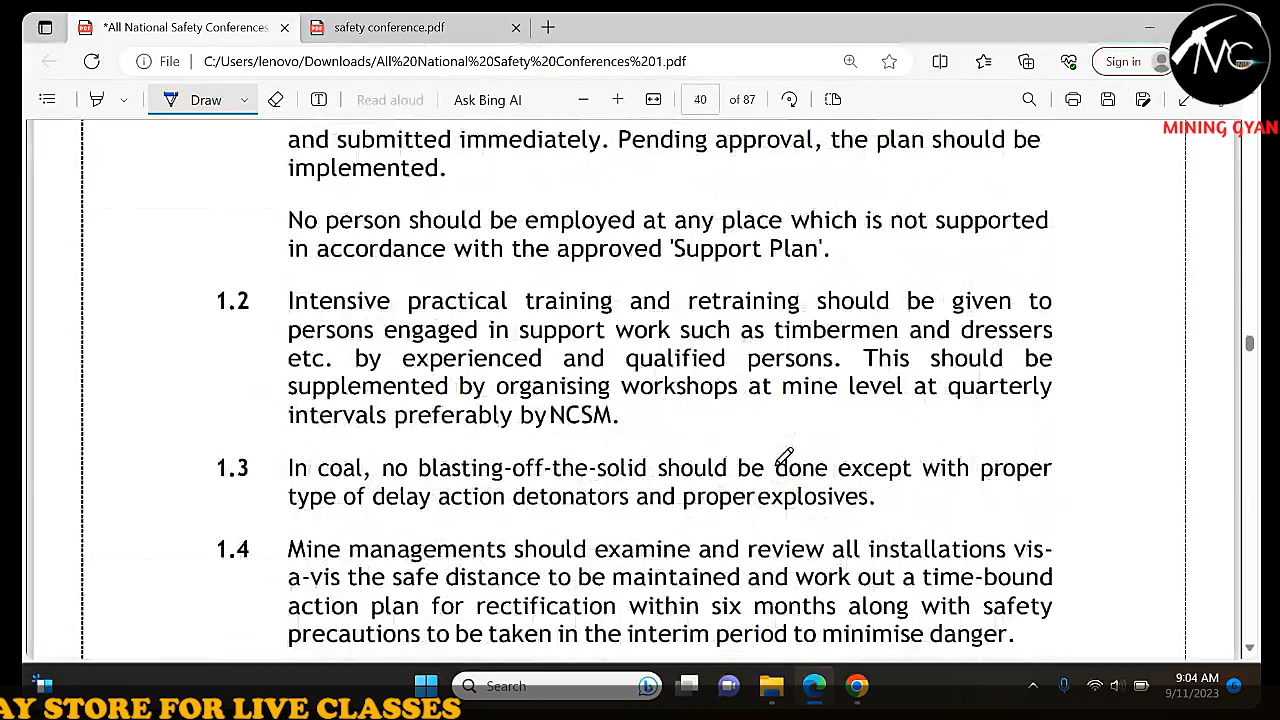 *All National Safety Conferences
safety conference.pdf
File C:/Users/lenovo/Downloads/All%20National%20Safety%20Conferences%201.pdf
Sign in
Draw
Read aloud
Ask Bing AI
40 of 87
MINING GYAN
and submitted immediately. Pending approval, the plan should be
implemented.
No person should be employed at any place which is not supported
in accordance with the approved 'Support Plan'.
1.2 Intensive practical training and retraining should be given to
persons engaged in support work such as timbermen and dressers
etc. by experienced and qualified persons. This should be
supplemented by organising workshops at mine level at quarterly
intervals preferably by NCSM.
1.3 In coal, no blasting-off-the-solid should be done except with proper
type of delay action detonators and proper explosives.
1.4 Mine managements should examine and review all installations vis-
a-vis the safe distance to be maintained and work out a time-bound
action plan for rectification within six months along with safety
precautions to be taken in the interim period to minimise danger.
Search
9:04 AM
9/11/2023
AY STORE FOR LIVE CLASSES